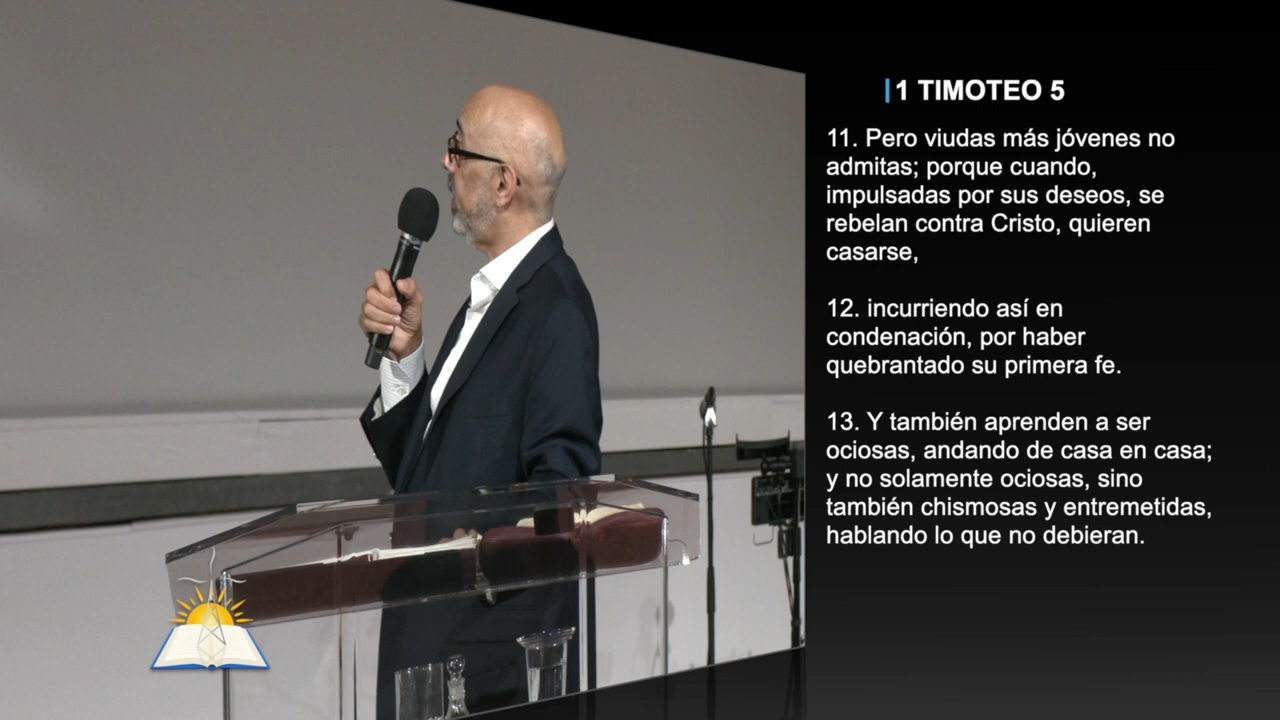 1 TIMOTEO 5
11. Pero viudas más jóvenes no
admitas; porque cuando,
impulsadas por sus deseos, se
rebelan contra Cristo, quieren
casarse,
12. incurriendo así en
condenación, por haber
quebrantado su primera fe.
13. Y también aprenden a ser
ociosas, andando de casa en casa;
y no solamente ociosas, sino
también chismosas y entremetidas,
hablando lo que no debieran.